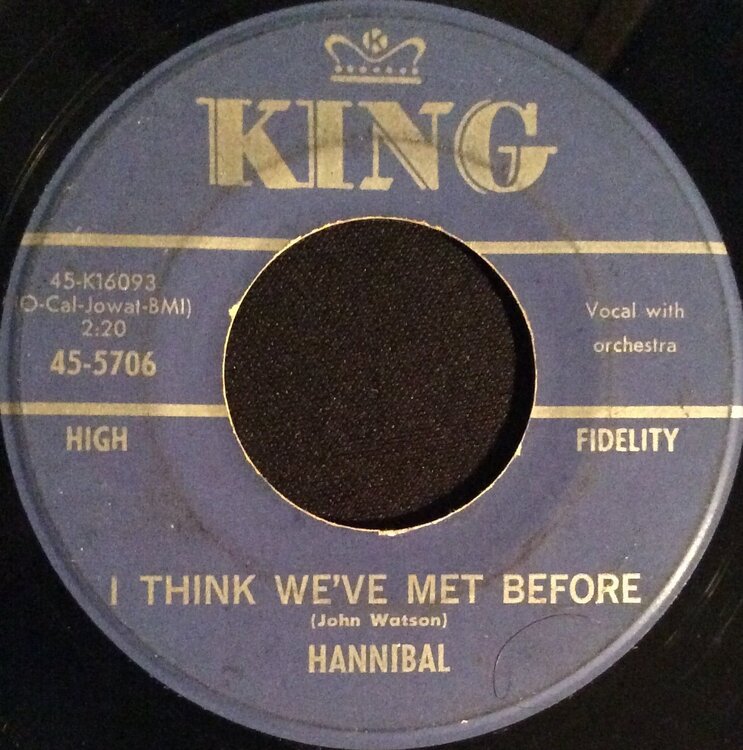 K
KING
45-K16093
O-Cal-Jowat-BMI)
2:20
45-5706
Vocal with
orchestra
HIGH
FIDELITY
I THINK WE'VE MET BEFORE
(John Watson)
HANNIBAL